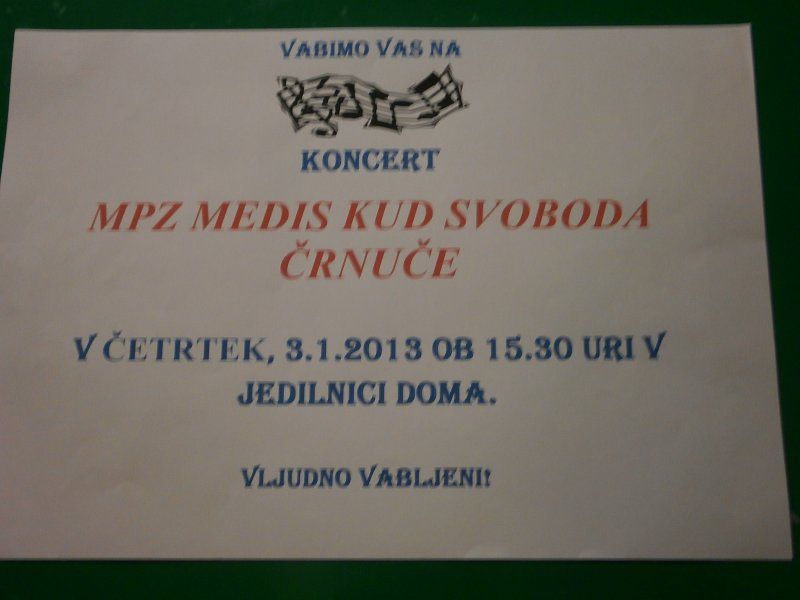 VABIMO VAS NA
KONCERT
MPZ MEDIS KUD SVOBODA
ČRNUČE
V ČETRTEK, 3.1.2013 OB 15.30 URI V
JEDILNICI DOMA.
VLJUDNO VABLJENI!